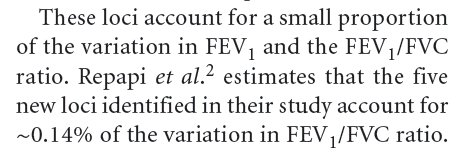 These loci account for a small proportion
of the variation in FEV₁ and the FEV₁/FVC
ratio. Repapi et al.² estimates that the five
new loci identified in their study account for
~0.14% of the variation in FEV₁/FVC ratio.